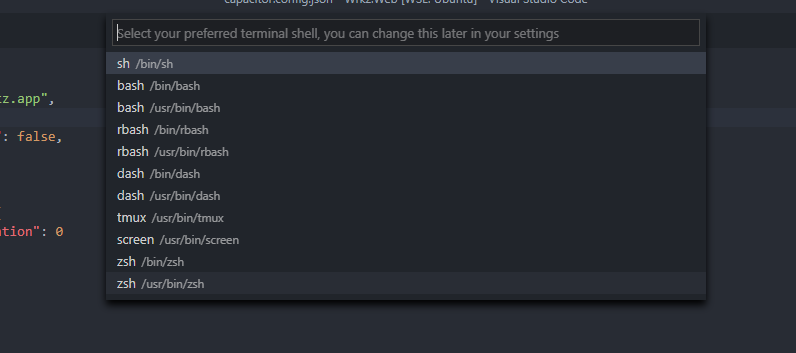 capacitor.config.json - Wrkz.Web [WSL: Ubuntu] - Visual Studio Code
Select your preferred terminal shell, you can change this later in your settings
sh /bin/sh
bash /bin/bash
z.app",
bash /usr/bin/bash
rbash /bin/rbash
": false,
rbash /usr/bin/rbash
dash /bin/dash
dash /usr/bin/dash
tmux /usr/bin/tmux
ation": 0
screen /usr/bin/screen
zsh /bin/zsh
zsh /usr/bin/zsh